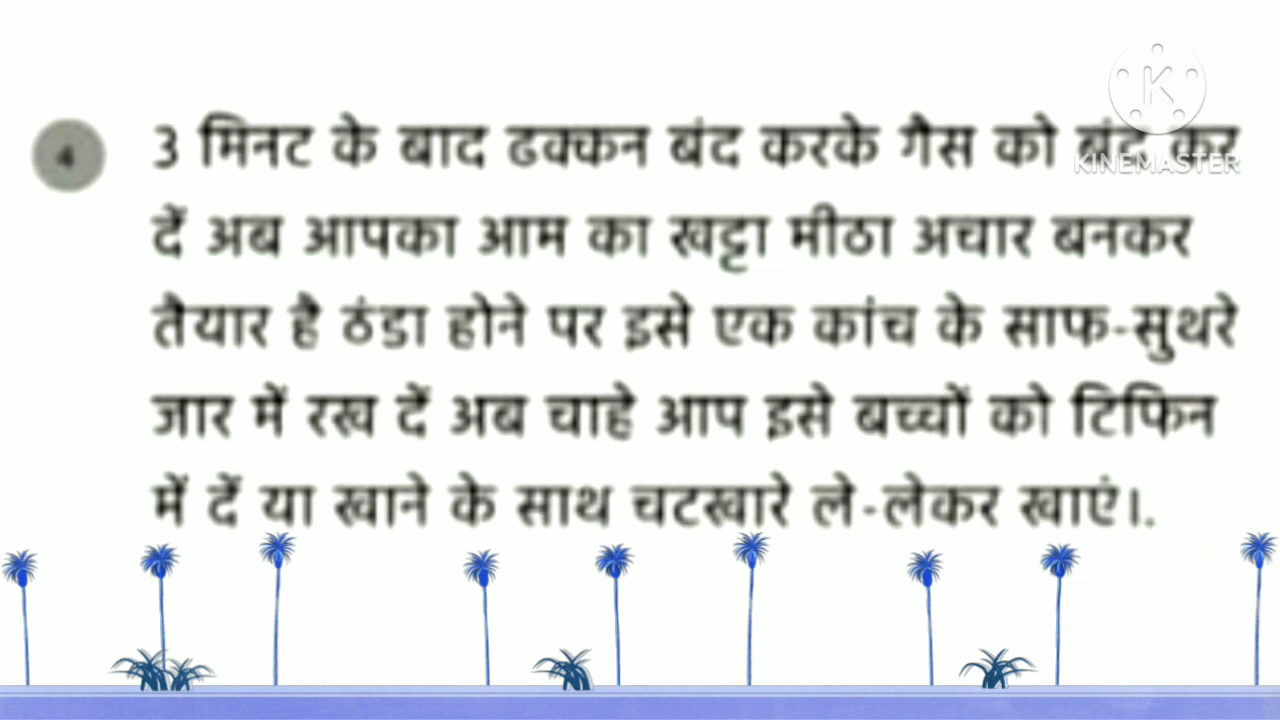 4
3 मिनट के बाद ढक्कन बंद करके गैस को बंद कर
दें अब आपका आम का खट्टा मीठा अचार बनकर
तैयार है ठंडा होने पर इसे एक कांच के साफ-सुथरे
जार में रख दें अब चाहे आप इसे बच्चों को टिफिन
में दें या खाने के साथ चटखारे ले-लेकर खाएं।.
K
KINEMASTER